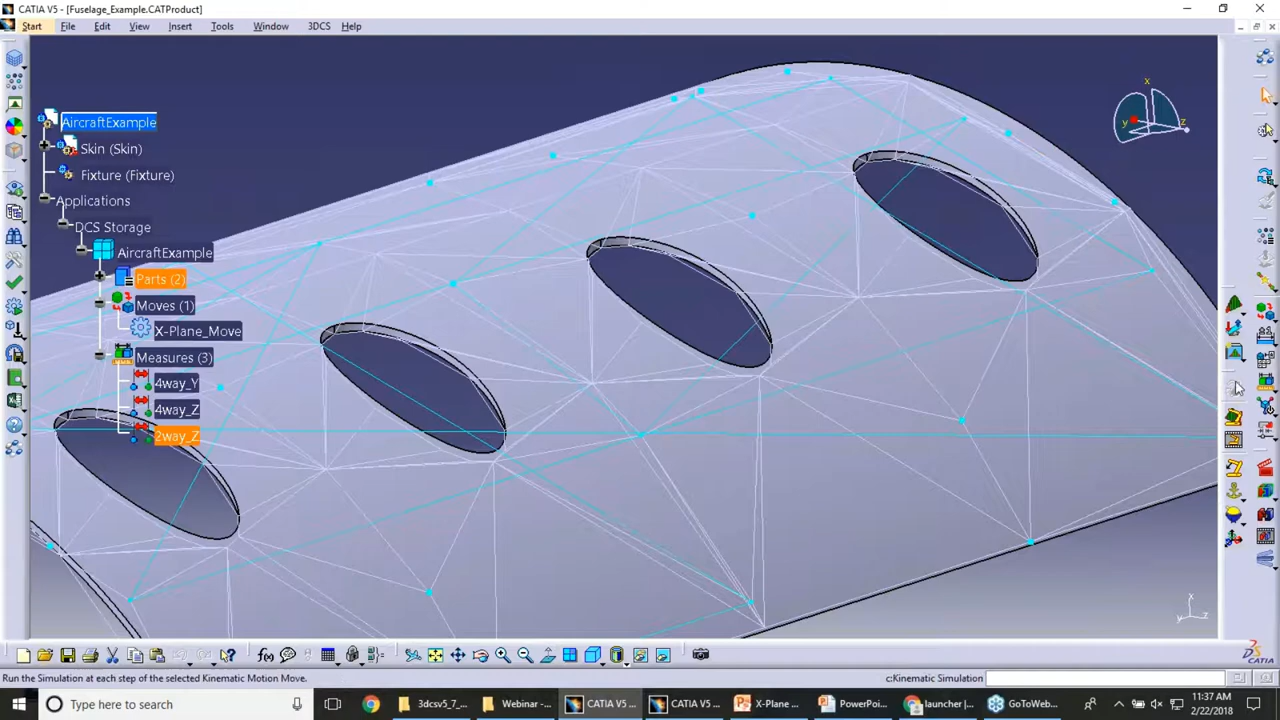 CATIA V5 - [Fuselage_Example.CATProduct]
Start File Edit View Insert Tools Window 3DCS Help
AircraftExample
Skin (Skin)
Fixture (Fixture)
Applications
DCS Storage
AircraftExample
Parts (2)
Moves (1)
X-Plane_Move
Measures (3)
4way_Y
4way_Z
2way_Z
x
y
z
x
y
z
f(x)
CATIA
Run the Simulation at each step of the selected Kinematic Motion Move.
c:Kinematic Simulation
Type here to search
3dcsv5_7_...
Webinar -...
CATIA V5 ...
CATIA V5 ...
X-Plane ...
PowerPoi...
launcher |...
GoToWeb...
11:37 AM
2/22/2018